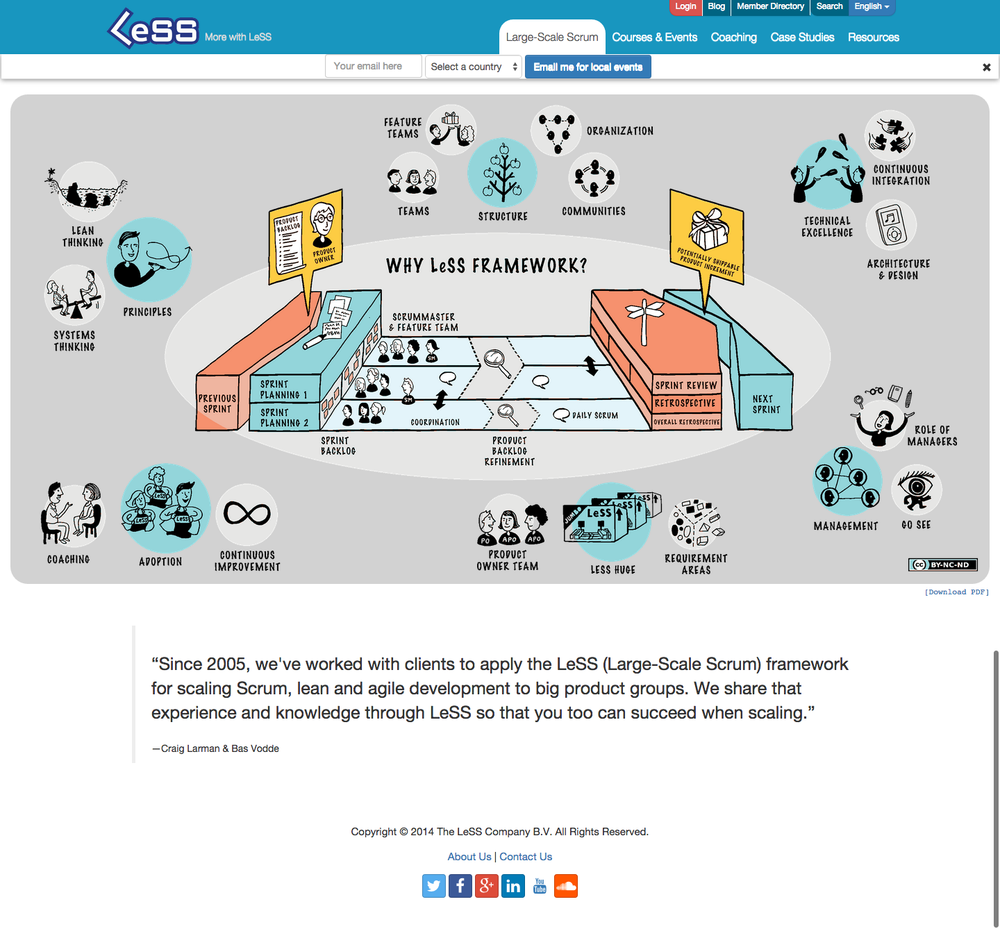 Login
Blog
Member Directory
Search
English
LeSS
More with LeSS
Large-Scale Scrum
Courses & Events
Coaching
Case Studies
Resources
Your email here
Select a country
Email me for local events
FEATURE
TEAMS
ORGANIZATION
TEAMS
STRUCTURE
COMMUNITIES
CONTINUOUS
INTEGRATION
TECHNICAL
EXCELLENCE
ARCHITECTURE
& DESIGN
LEAN
THINKING
PRINCIPLES
SYSTEMS
THINKING
PRODUCT
BACKLOG
PRODUCT
OWNER
POTENTIALLY SHIPPABLE
PRODUCT INCREMENT
WHY LeSS FRAMEWORK?
SCRUMMASTER
& FEATURE TEAM
SM
SM
PREVIOUS
SPRINT
SPRINT
PLANNING 1
SPRINT
PLANNING 2
COORDINATION
DAILY SCRUM
SPRINT REVIEW
RETROSPECTIVE
OVERALL RETROSPECTIVE
NEXT
SPRINT
SPRINT
BACKLOG
PRODUCT
BACKLOG
REFINEMENT
ROLE OF
MANAGERS
MANAGEMENT
GO SEE
LeSS
LeSS
LeSS
COACHING
ADOPTION
CONTINUOUS
IMPROVEMENT
PO
APO
APO
PRODUCT
OWNER TEAM
JUMBO
LeSS
LeSS
LeSS
LESS HUGE
REQUIREMENT
AREAS
cc BY-NC-ND
[Download PDF]
“Since 2005, we've worked with clients to apply the LeSS (Large-Scale Scrum) framework
for scaling Scrum, lean and agile development to big product groups. We share that
experience and knowledge through LeSS so that you too can succeed when scaling.”
—Craig Larman & Bas Vodde
Copyright © 2014 The LeSS Company B.V. All Rights Reserved.
About Us | Contact Us
You
Tube